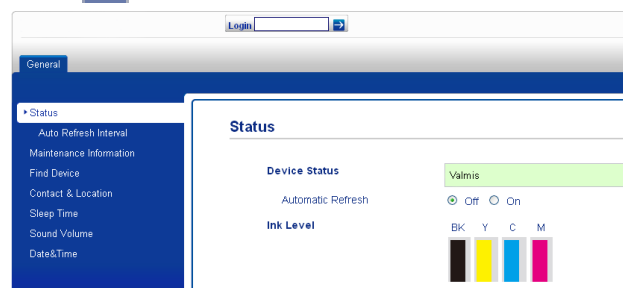 Login
General
Status
Auto Refresh Interval
Maintenance Information
Find Device
Contact & Location
Sleep Time
Sound Volume
Date&Time
Status
Device Status Valmis
Automatic Refresh Off On
Ink Level BK Y C M